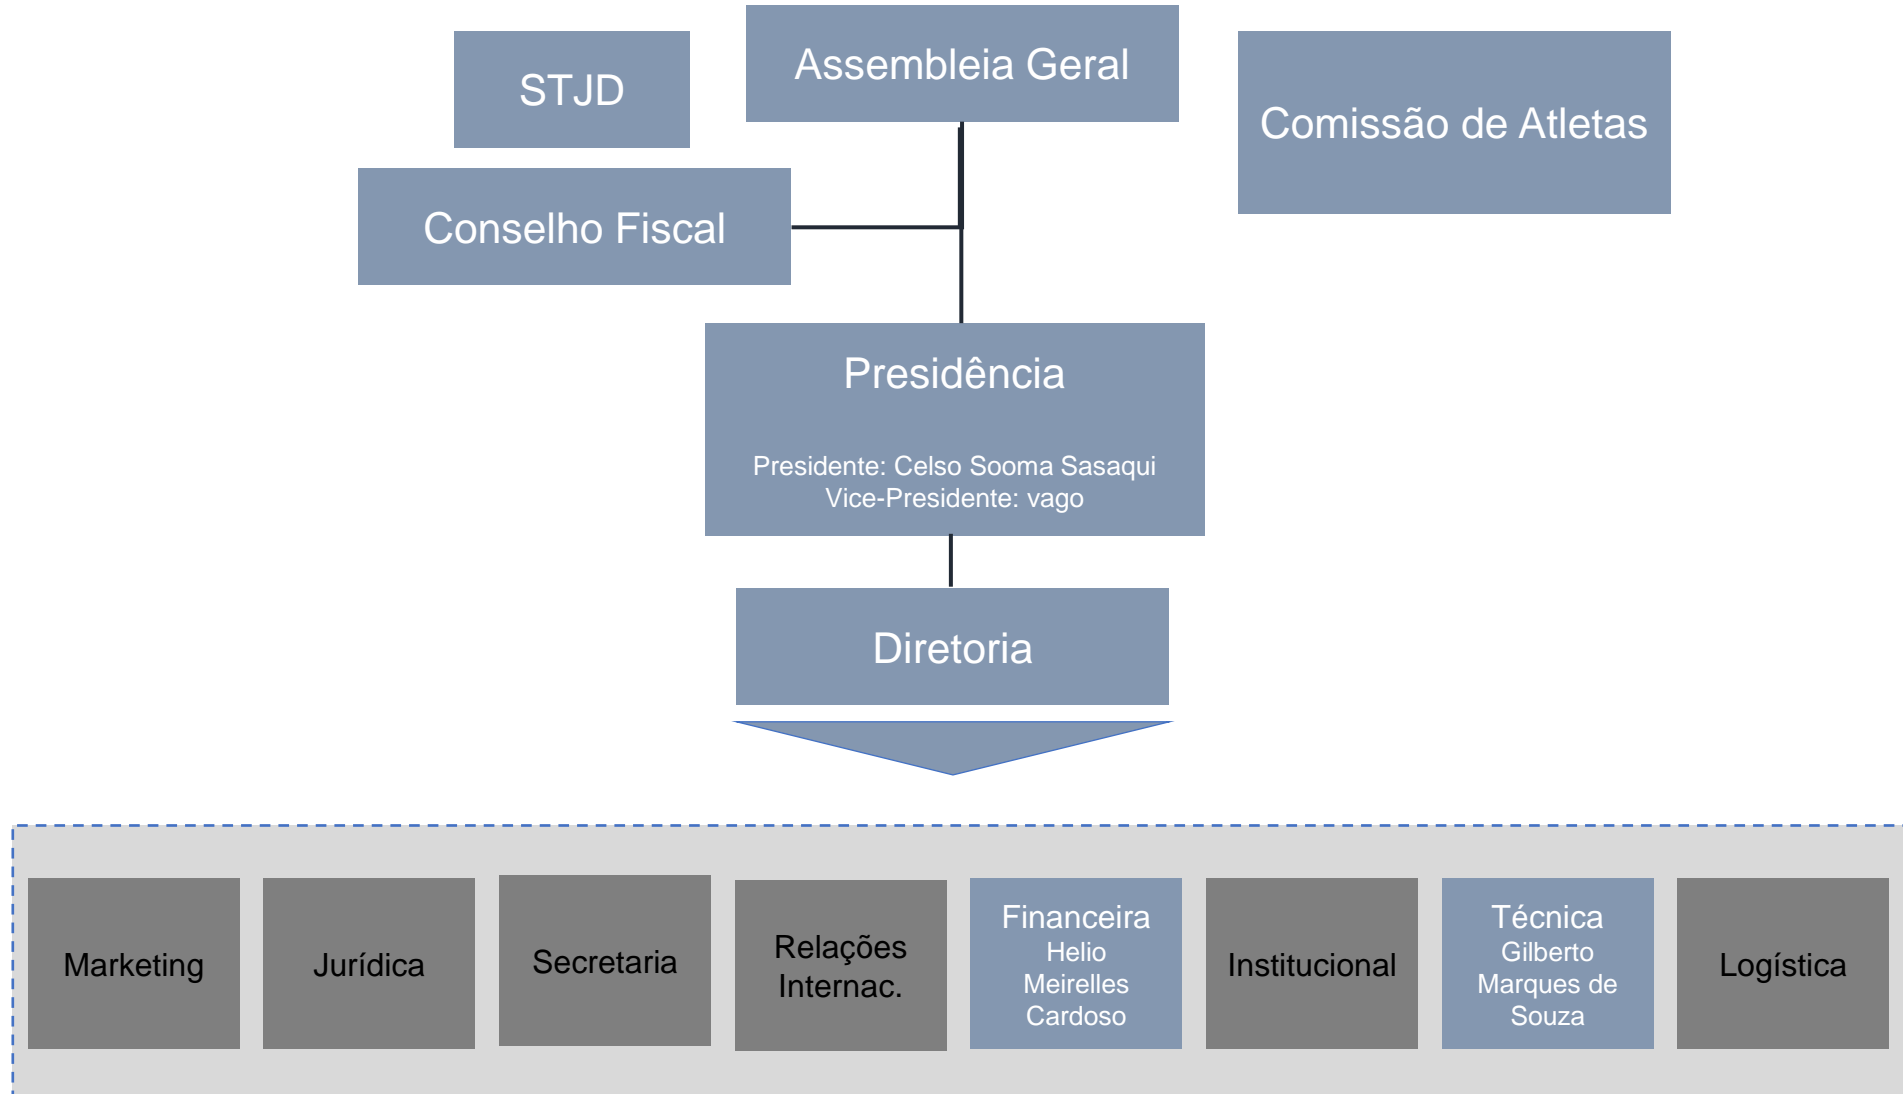 STJD
Assembleia Geral
Comissão de Atletas
Conselho Fiscal
Presidência
Presidente: Celso Sooma Sasaqui
Vice-Presidente: vago
Diretoria
Marketing
Jurídica
Secretaria
Relações
Internac.
Financeira
Helio
Meirelles
Cardoso
Institucional
Técnica
Gilberto
Marques de
Souza
Logística